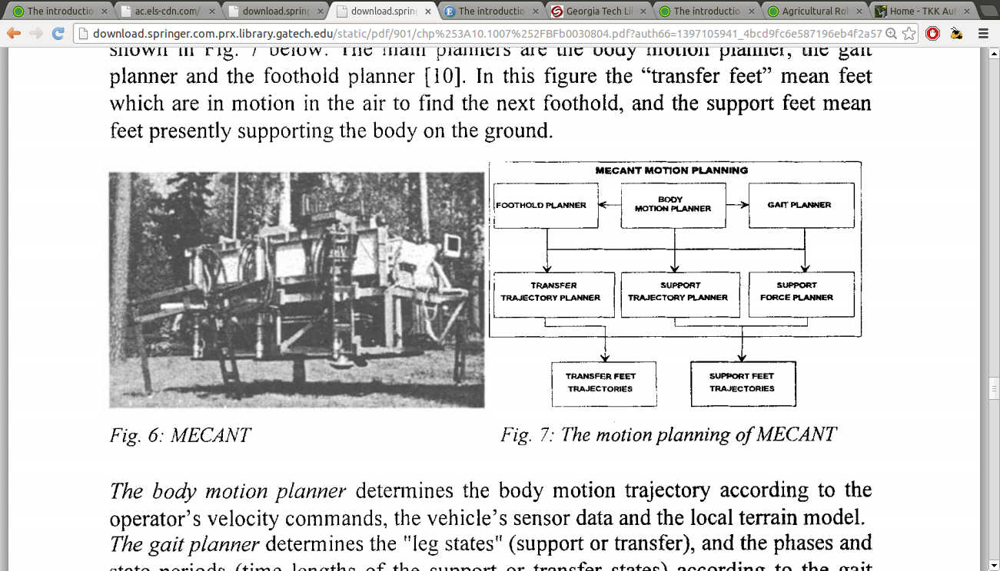 The introductio
ac.els-cdn.com/
download.spring
download.spring
The introductio
Georgia Tech Li
The introductio
Agricultural Ro
Home - TKK Au
download.springer.com.prx.library.gatech.edu/static/pdf/901/chp%253A10.1007%252FBFb0030804.pdf?auth66=1397105941_4bcd9fc6e587196eb4f2a57
shown in Fig. 7 below. The main planners are the body motion planner, the gait
planner and the foothold planner [10]. In this figure the “transfer feet” mean feet
which are in motion in the air to find the next foothold, and the support feet mean
feet presently supporting the body on the ground.
MECANT MOTION PLANNING
FOOTHOLD PLANNER
BODY
MOTION PLANNER
GAIT PLANNER
TRANSFER
TRAJECTORY PLANNER
SUPPORT
TRAJECTORY PLANNER
SUPPORT
FORCE PLANNER
TRANSFER FEET
TRAJECTORIES
SUPPORT FEET
TRAJECTORIES
Fig. 6: MECANT
Fig. 7: The motion planning of MECANT
The body motion planner determines the body motion trajectory according to the
operator’s velocity commands, the vehicle’s sensor data and the local terrain model.
The gait planner determines the "leg states" (support or transfer), and the phases and
state periods (time lengths of the support or transfer states) according to the gait